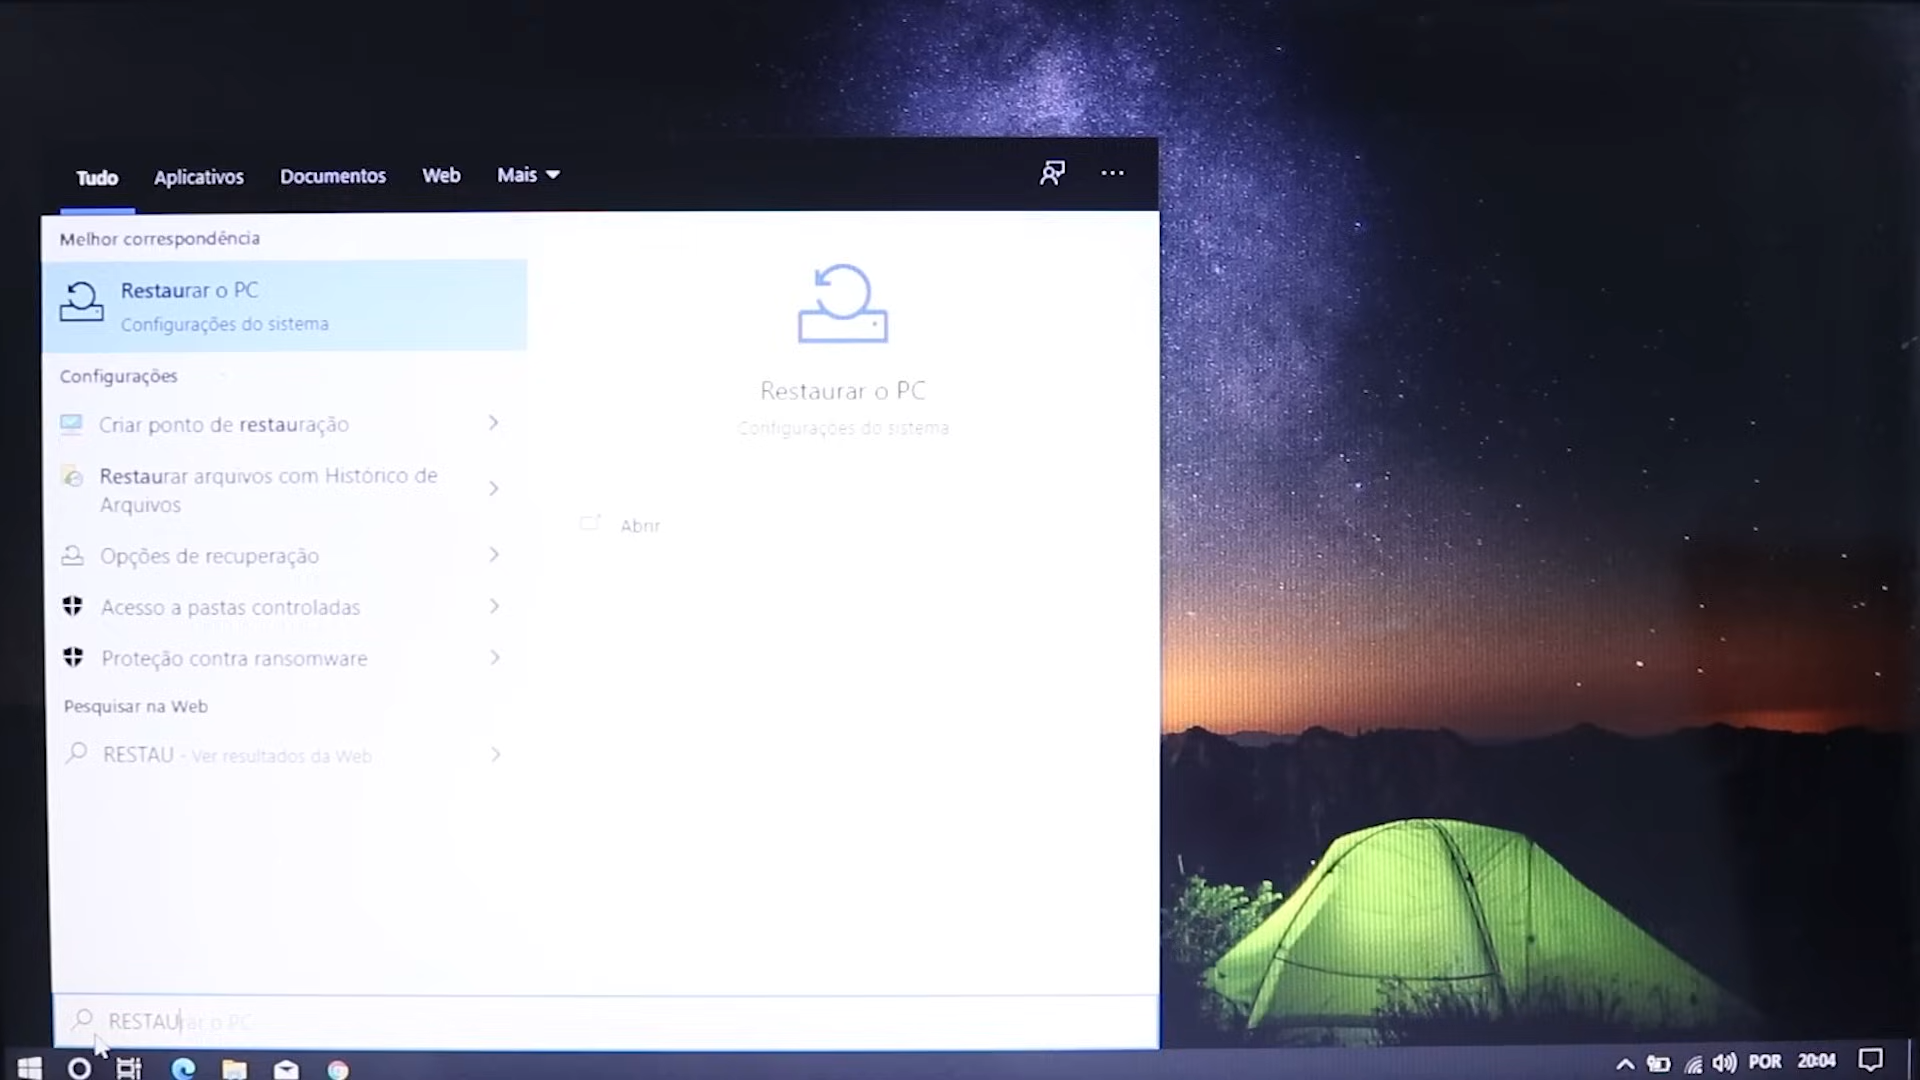 Tudo Aplicativos Documentos Web Mais
Melhor correspondência
Restaurar o PC
Configurações do sistema
Configurações
Criar ponto de restauração
Restaurar arquivos com Histórico de
Arquivos
Opções de recuperação
Acesso a pastas controladas
Proteção contra ransomware
Pesquisar na Web
RESTAU - Ver resultados da Web
Restaurar o PC
Configurações do sistema
Abrir
RESTAUrar o PC
POR 20:04